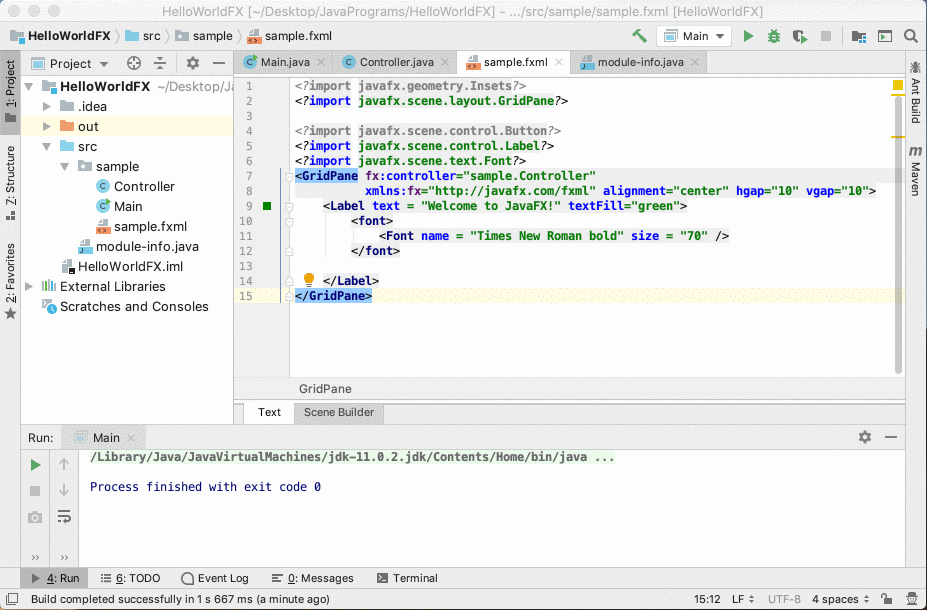 HelloWorldFX [~/Desktop/JavaPrograms/HelloWorldFX] - .../src/sample/sample.fxml [HelloWorldFX]
HelloWorldFX src sample sample.fxml Main
1: Project
Z: Structure
2: Favorites
Project
Main.java Controller.java sample.fxml module-info.java
HelloWorldFX ~/Desktop/Ja
.idea
out
src
sample
Controller
Main
sample.fxml
module-info.java
HelloWorldFX.iml
External Libraries
Scratches and Consoles
1 <?import javafx.geometry.Insets?>
2 <?import javafx.scene.layout.GridPane?>
3
4 <?import javafx.scene.control.Button?>
5 <?import javafx.scene.control.Label?>
6 <?import javafx.scene.text.Font?>
7 <GridPane fx:controller="sample.Controller"
8 xmlns:fx="http://javafx.com/fxml" alignment="center" hgap="10" vgap="10">
9 <Label text = "Welcome to JavaFX!" textFill="green">
10 <font>
11 <Font name = "Times New Roman bold" size = "70" />
12 </font>
13
14 </Label>
15 </GridPane>
GridPane
Text Scene Builder
Ant Build
m Maven
Run: Main
/Library/Java/JavaVirtualMachines/jdk-11.0.2.jdk/Contents/Home/bin/java ...
Process finished with exit code 0
4: Run 6: TODO Event Log 0: Messages Terminal
Build completed successfully in 1 s 667 ms (a minute ago) 15:12 LF UTF-8 4 spaces